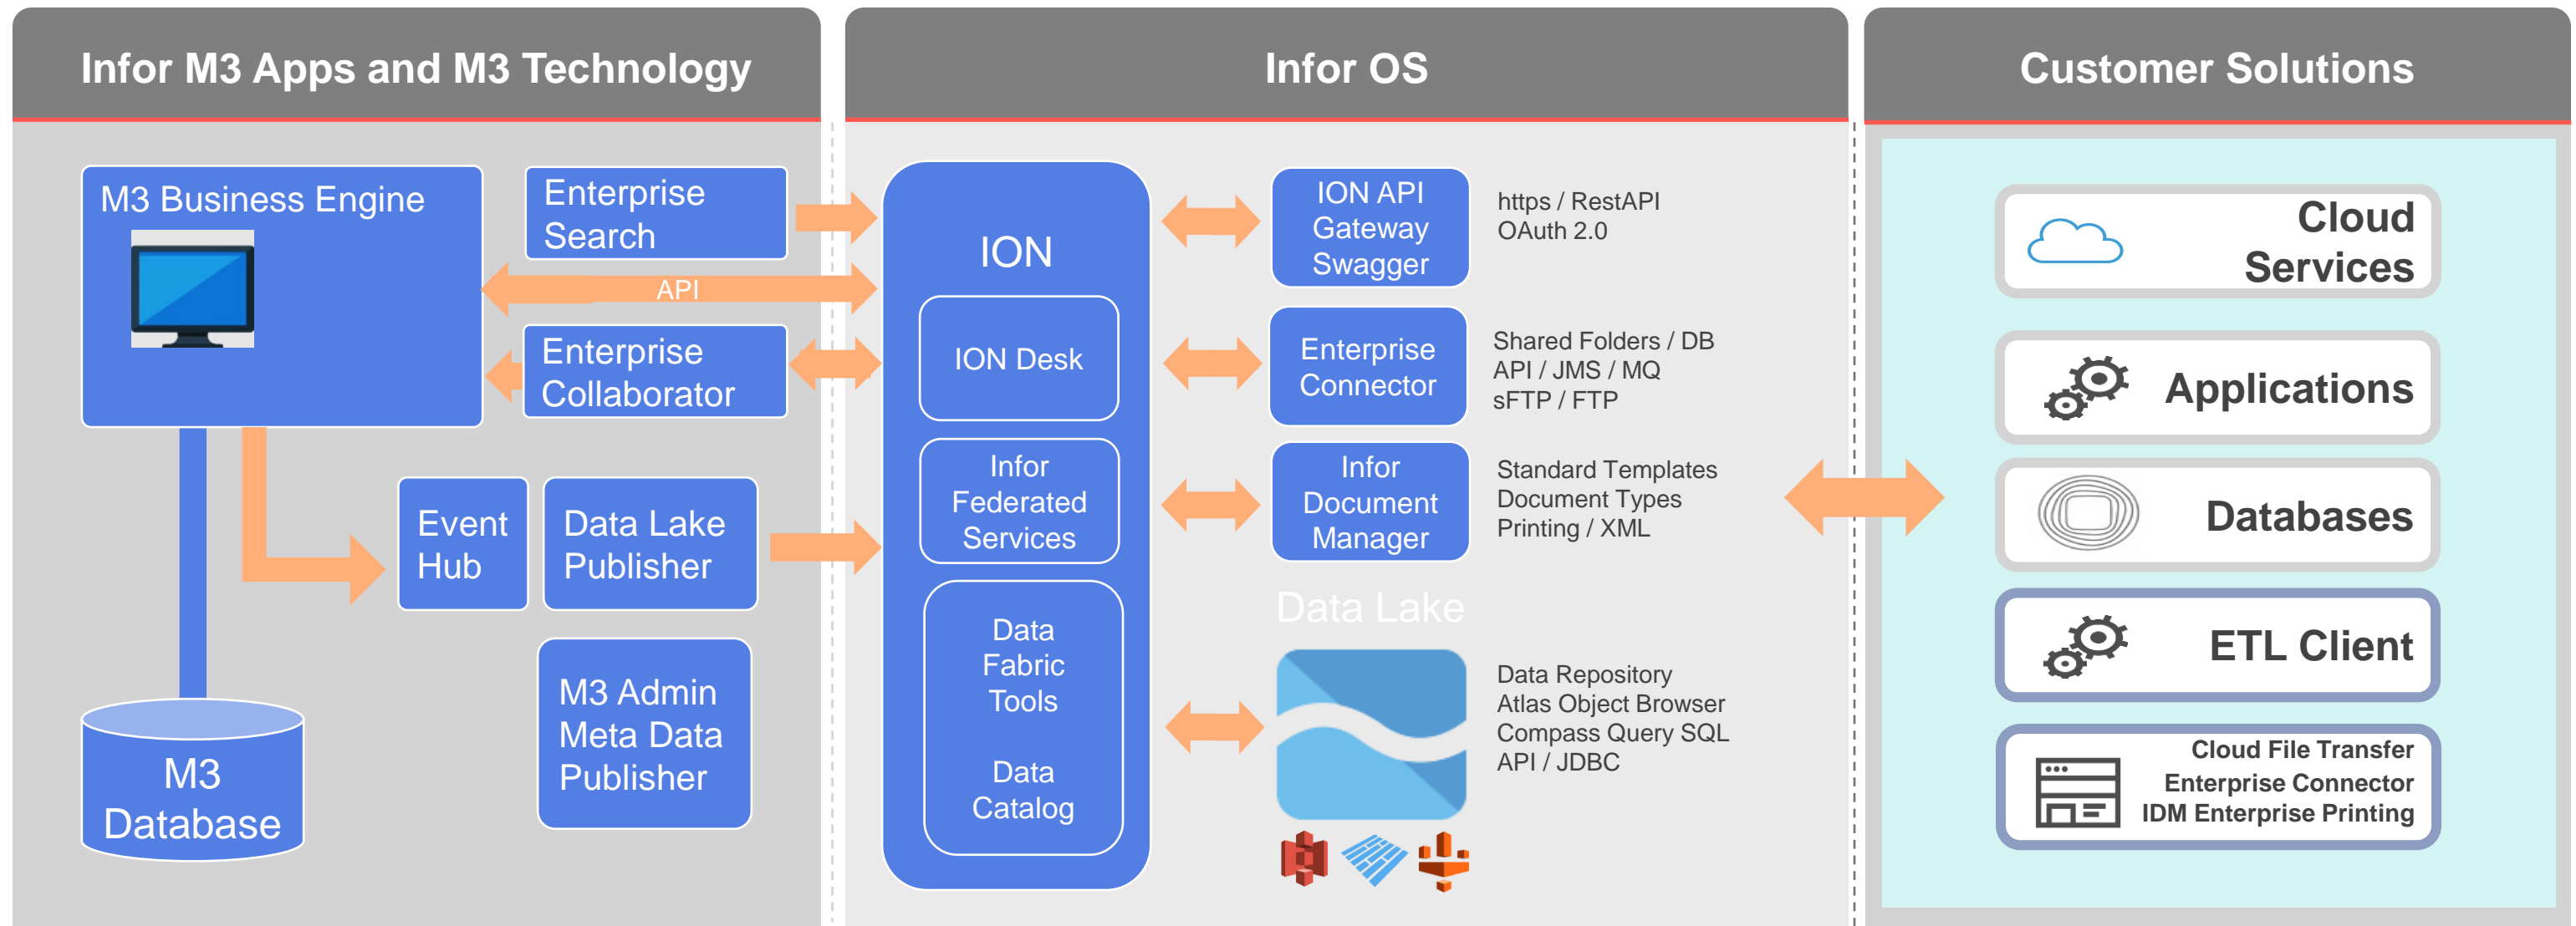 Infor M3 Apps and M3 Technology
Infor OS
Customer Solutions
M3 Business Engine
Enterprise
Search
API
Enterprise
Collaborator
Event
Hub
Data Lake
Publisher
M3 Admin
Meta Data
Publisher
M3
Database
ION
ION Desk
Infor
Federated
Services
Data
Fabric
Tools
Data
Catalog
ION API
Gateway
Swagger
https / RestAPI
OAuth 2.0
Enterprise
Connector
Shared Folders / DB
API / JMS / MQ
sFTP / FTP
Infor
Document
Manager
Standard Templates
Document Types
Printing / XML
Data Lake
Data Repository
Atlas Object Browser
Compass Query SQL
API / JDBC
Cloud
Services
Applications
Databases
ETL Client
Cloud File Transfer
Enterprise Connector
IDM Enterprise Printing